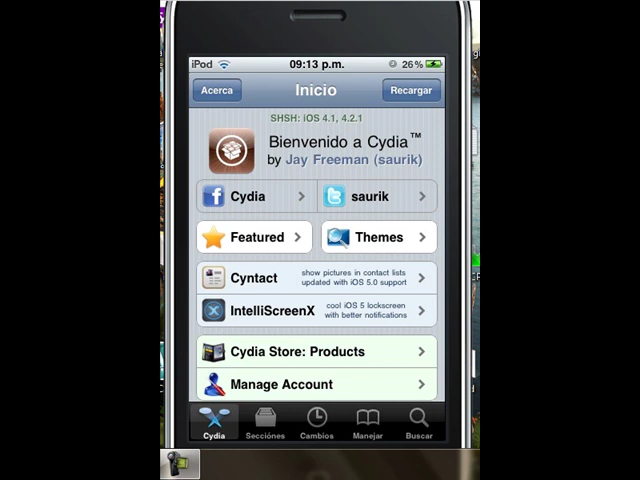 iPod 09:13 p.m. 26%
Acerca Inicio Recargar
SHSH: iOS 4.1, 4.2.1
Bienvenido a Cydia™
by Jay Freeman (saurik)
Cydia saurik
Featured Themes
Cyntact show pictures in contact lists
updated with iOS 5.0 support
IntelliScreenX cool iOS 5 lockscreen
with better notifications
Cydia Store: Products
Manage Account
Cydia Secciónes Cambios Manejar Buscar